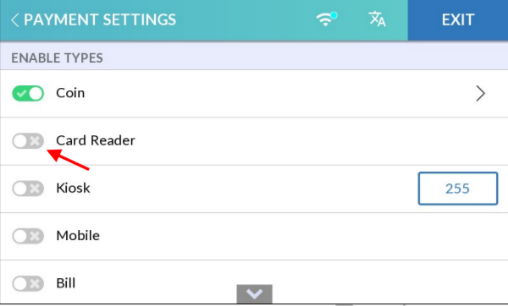 PAYMENT SETTINGS
EXIT
ENABLE TYPES
Coin
Card Reader
Kiosk
255
Mobile
Bill